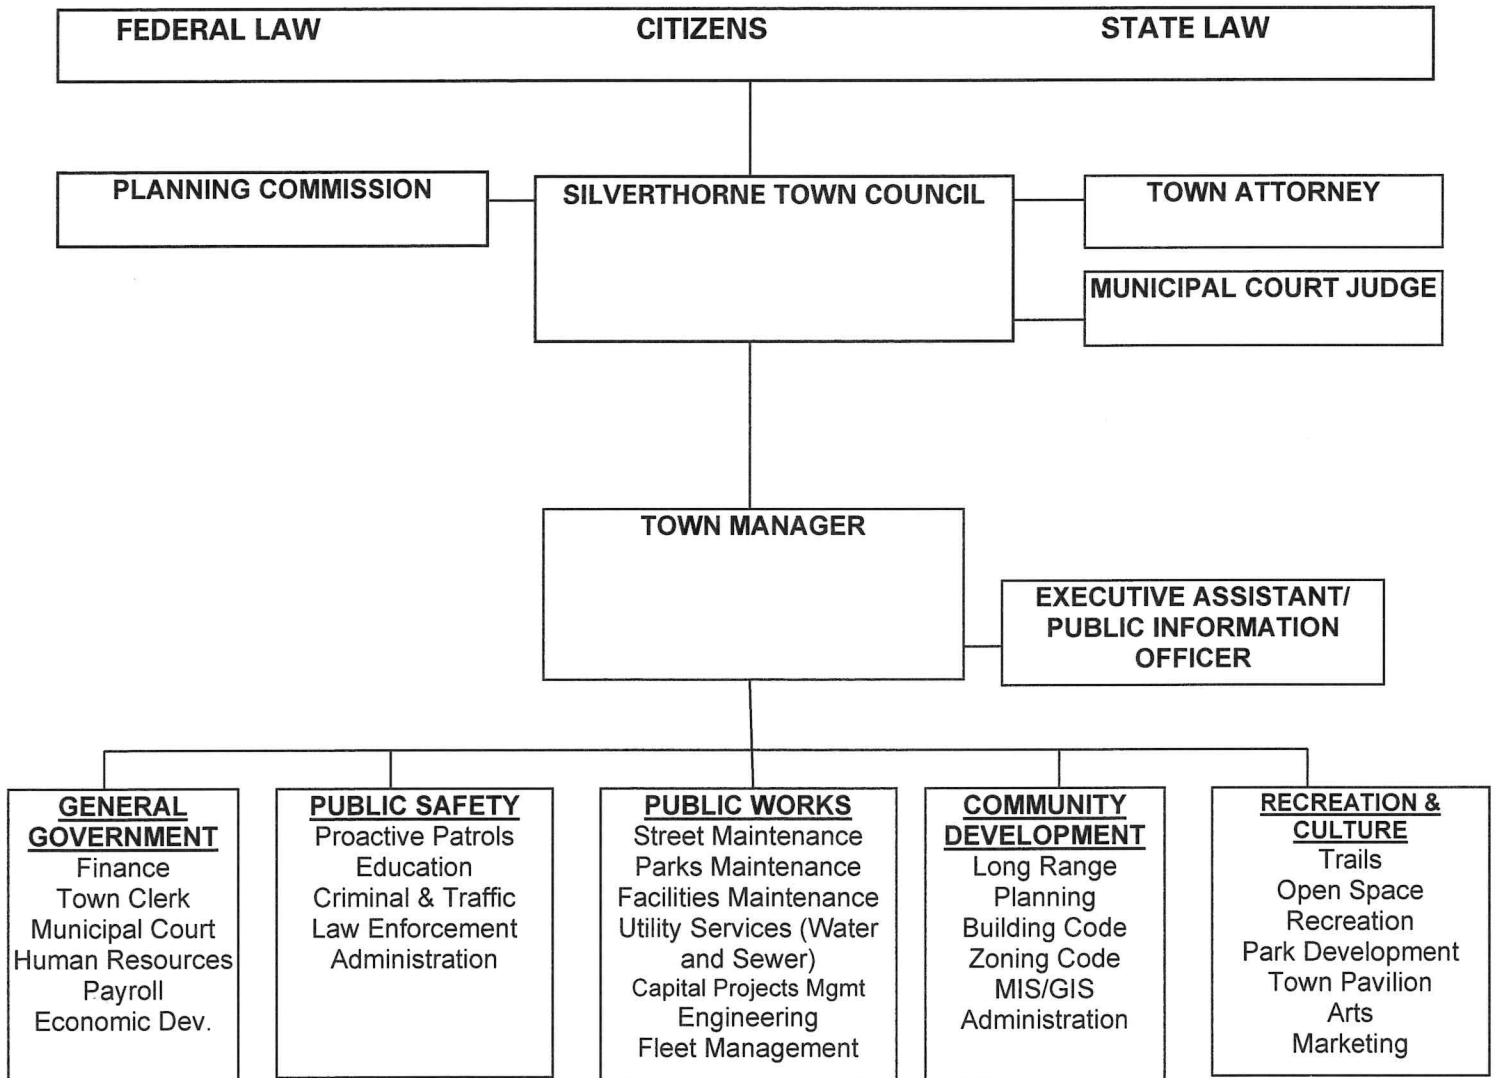 FEDERAL LAW CITIZENS STATE LAW
PLANNING COMMISSION
SILVERTHORNE TOWN COUNCIL
TOWN ATTORNEY
MUNICIPAL COURT JUDGE
TOWN MANAGER
EXECUTIVE ASSISTANT/
PUBLIC INFORMATION
OFFICER
GENERAL
GOVERNMENT
Finance
Town Clerk
Municipal Court
Human Resources
Payroll
Economic Dev.
PUBLIC SAFETY
Proactive Patrols
Education
Criminal & Traffic
Law Enforcement
Administration
PUBLIC WORKS
Street Maintenance
Parks Maintenance
Facilities Maintenance
Utility Services (Water
and Sewer)
Capital Projects Mgmt
Engineering
Fleet Management
COMMUNITY
DEVELOPMENT
Long Range
Planning
Building Code
Zoning Code
MIS/GIS
Administration
RECREATION &
CULTURE
Trails
Open Space
Recreation
Park Development
Town Pavilion
Arts
Marketing